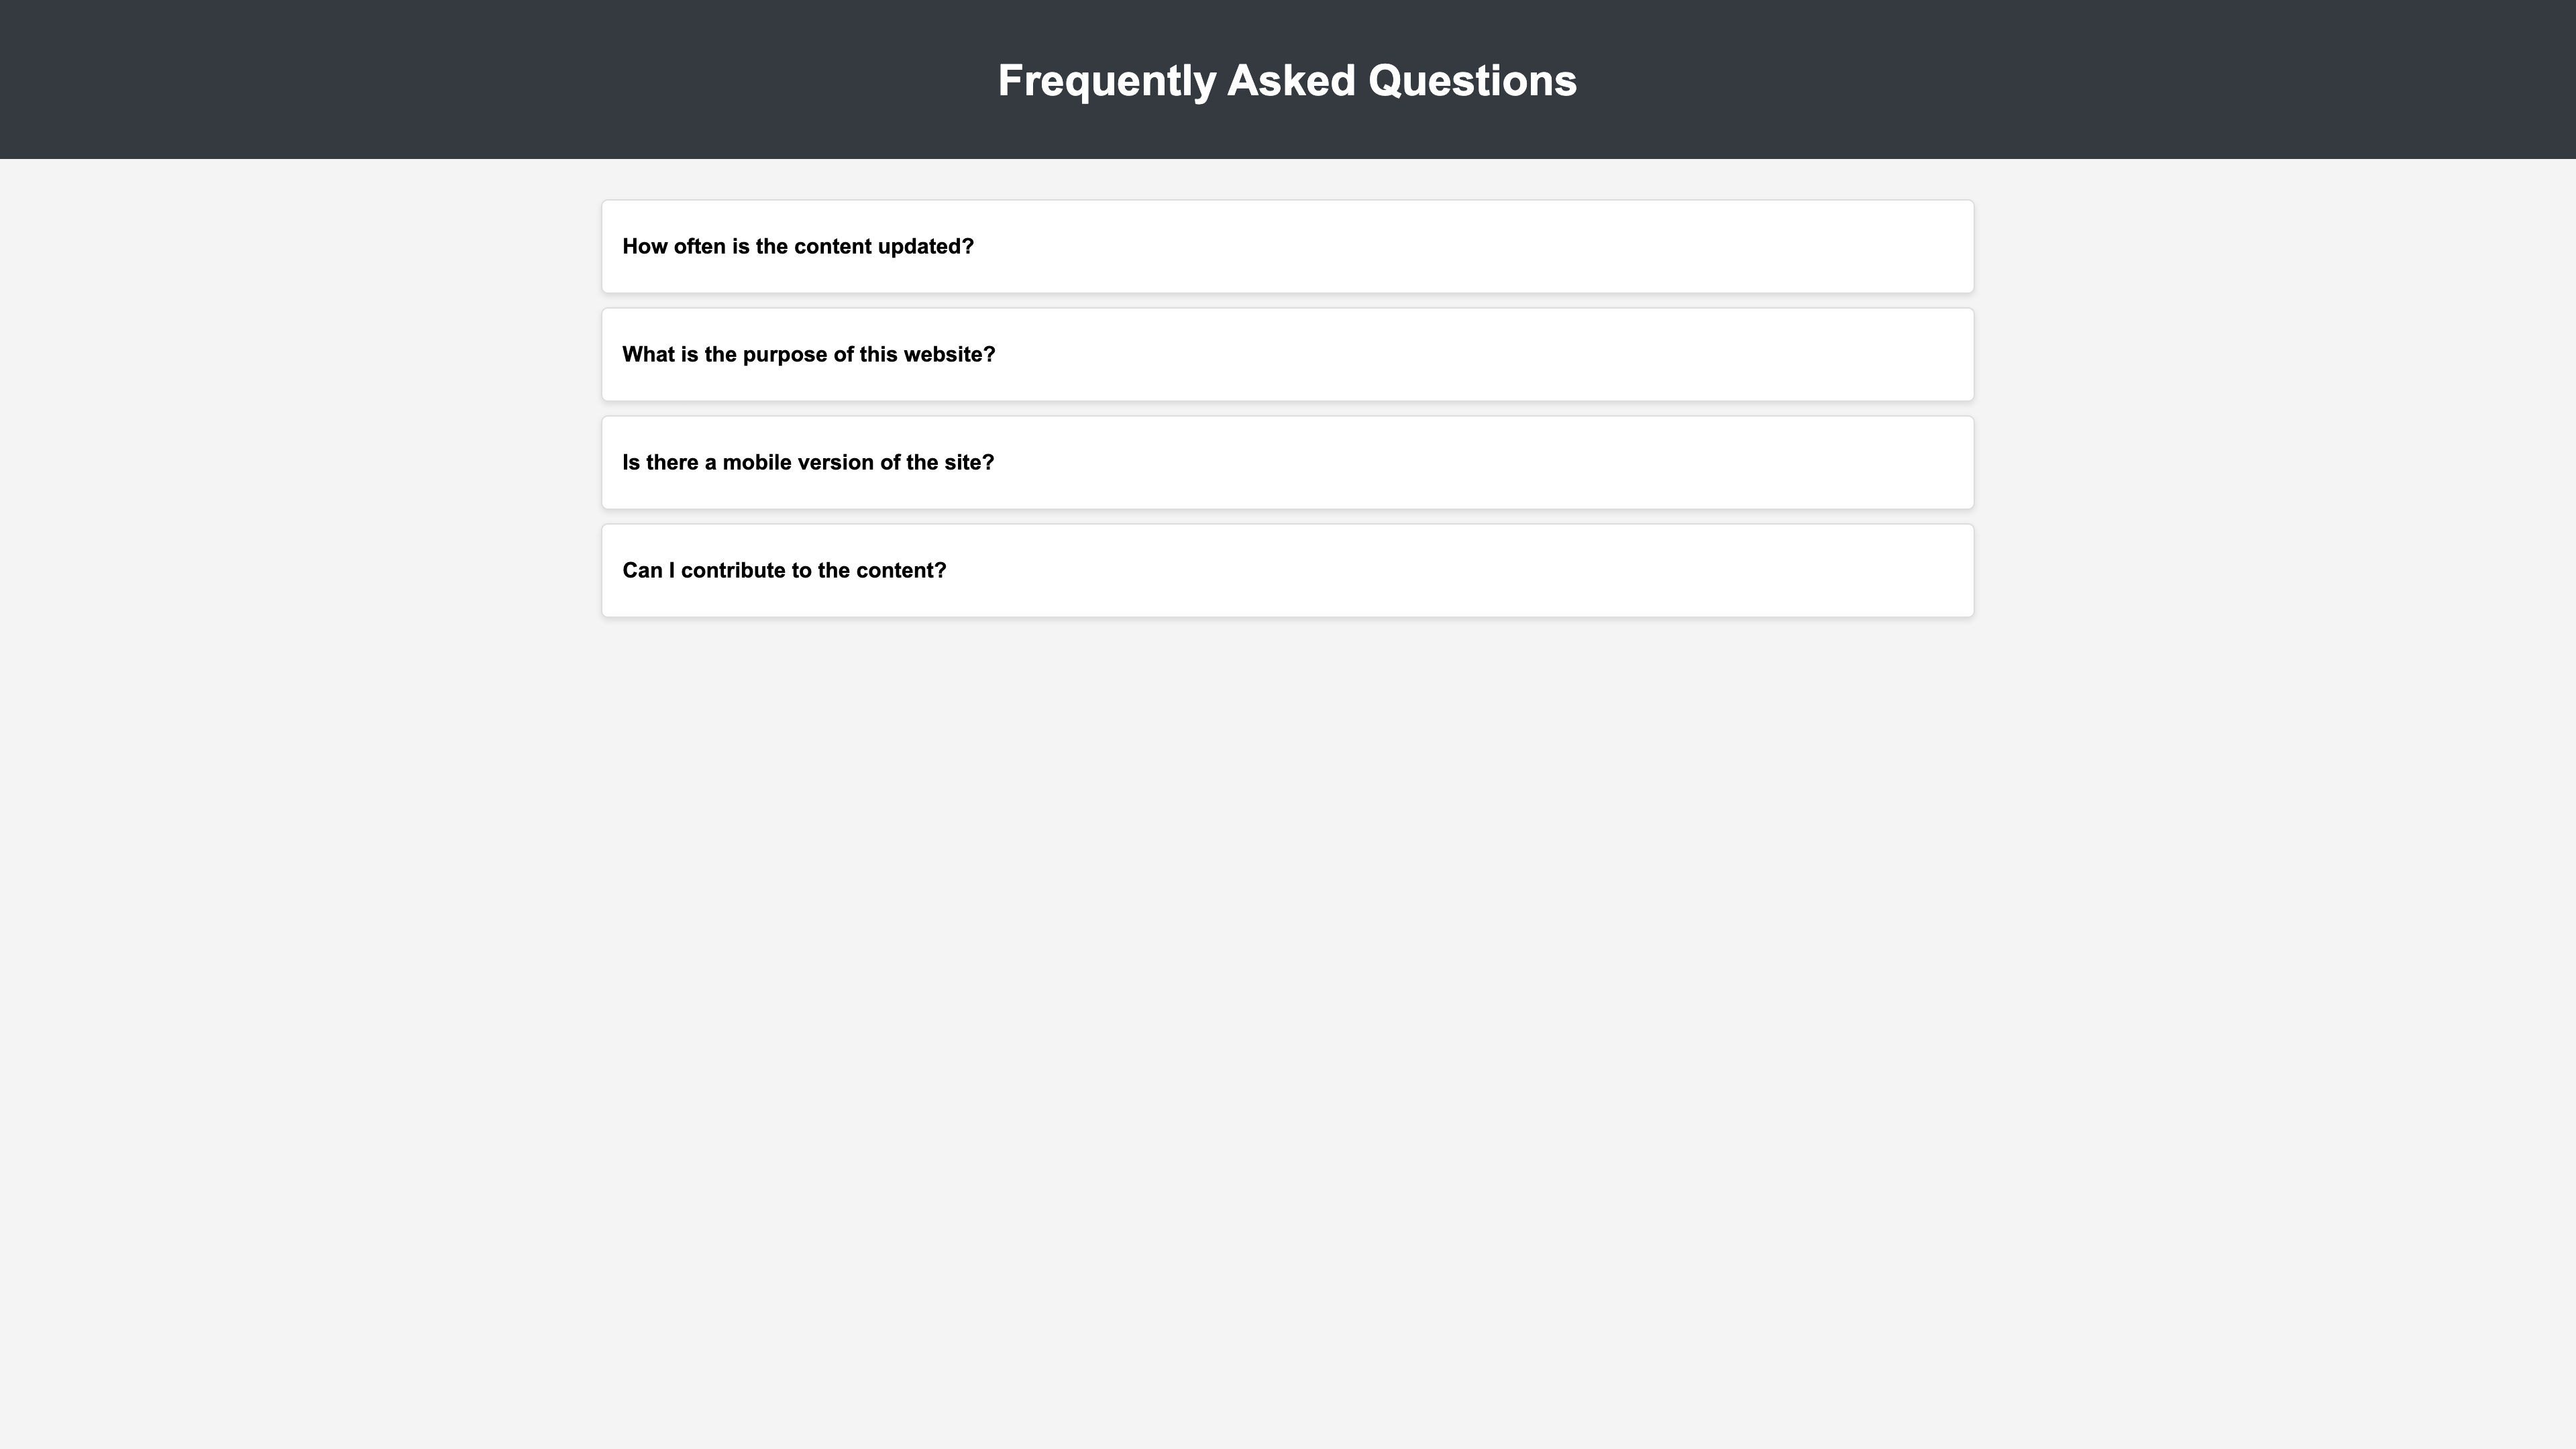 Frequently Asked Questions
How often is the content updated?
What is the purpose of this website?
Is there a mobile version of the site?
Can I contribute to the content?